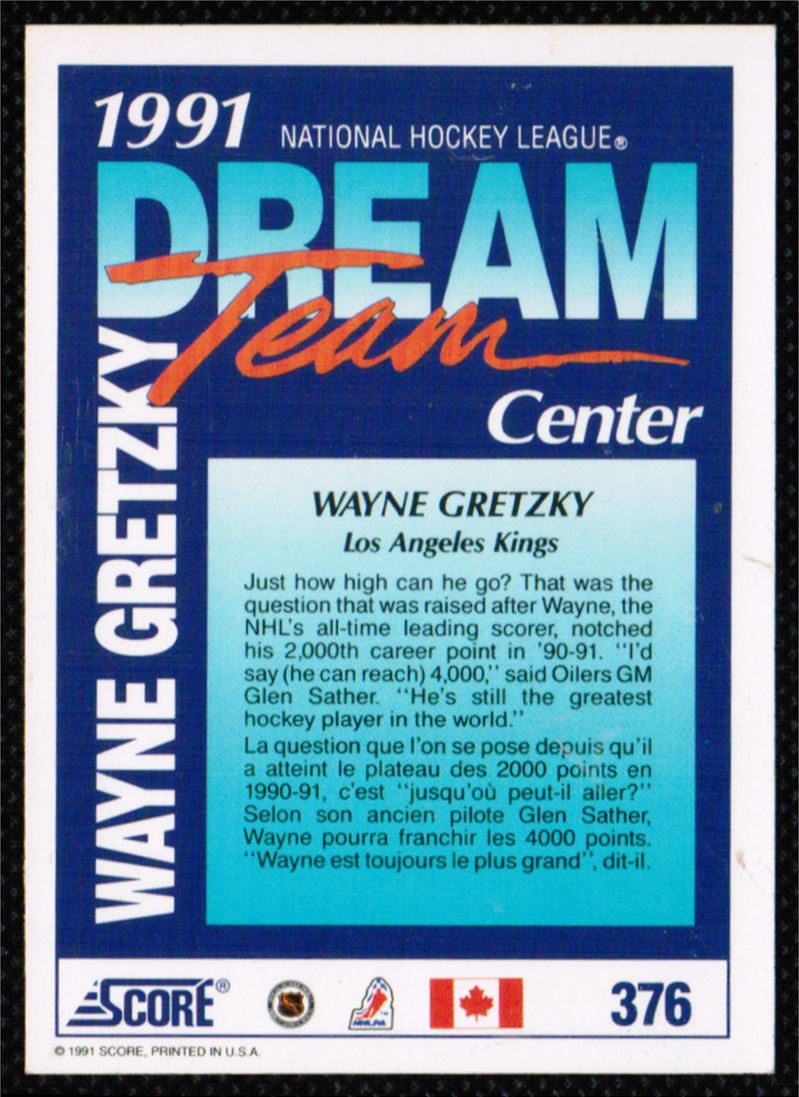 1991
NATIONAL HOCKEY LEAGUE®
DREAM
Team
Center
WAYNE GRETZKY
WAYNE GRETZKY
Los Angeles Kings
Just how high can he go? That was the
question that was raised after Wayne, the
NHL's all-time leading scorer, notched
his 2,000th career point in '90-91. "I'd
say (he can reach) 4,000," said Oilers GM
Glen Sather. "He's still the greatest
hockey player in the world."
La question que l'on se pose depuis qu'il
a atteint le plateau des 2000 points en
1990-91, c'est "jusqu'où peut-il aller?"
Selon son ancien pilote Glen Sather,
Wayne pourra franchir les 4000 points.
"Wayne est toujours le plus grand", dit-il.
SCORE®
NHLPA
376
© 1991 SCORE, PRINTED IN U.S.A.